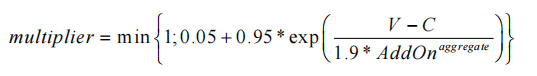 multiplier = min{1; 0.05 + 0.95 * exp((V − C) / (1.9 * AddOn^aggregate))}